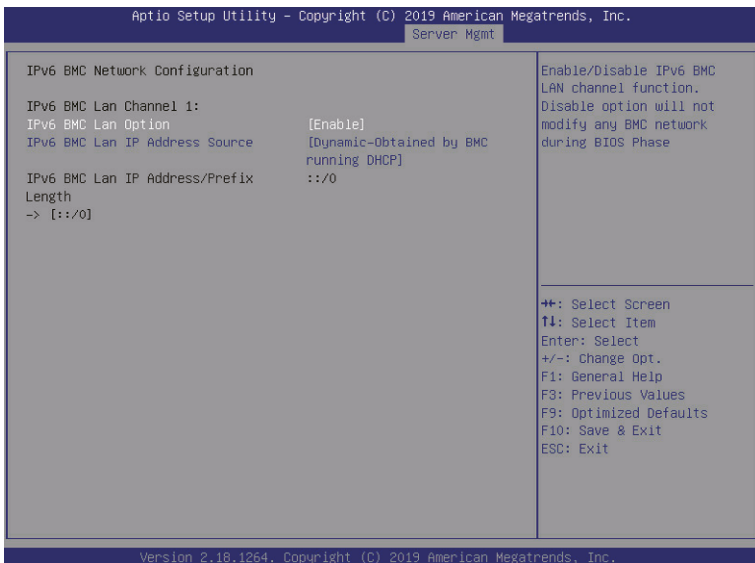 Aptio Setup Utility – Copyright (C) 2019 American Megatrends, Inc.
Server Mgmt
IPv6 BMC Network Configuration
IPv6 BMC Lan Channel 1:
IPv6 BMC Lan Option [Enable]
IPv6 BMC Lan IP Address Source [Dynamic-Obtained by BMC
running DHCP]
IPv6 BMC Lan IP Address/Prefix ::/0
Length
-> [::/0]
Enable/Disable IPv6 BMC
LAN channel function.
Disable option will not
modify any BMC network
during BIOS Phase
→←: Select Screen
↑↓: Select Item
Enter: Select
+/-: Change Opt.
F1: General Help
F3: Previous Values
F9: Optimized Defaults
F10: Save & Exit
ESC: Exit
Version 2.18.1264. Copyright (C) 2019 American Megatrends, Inc.